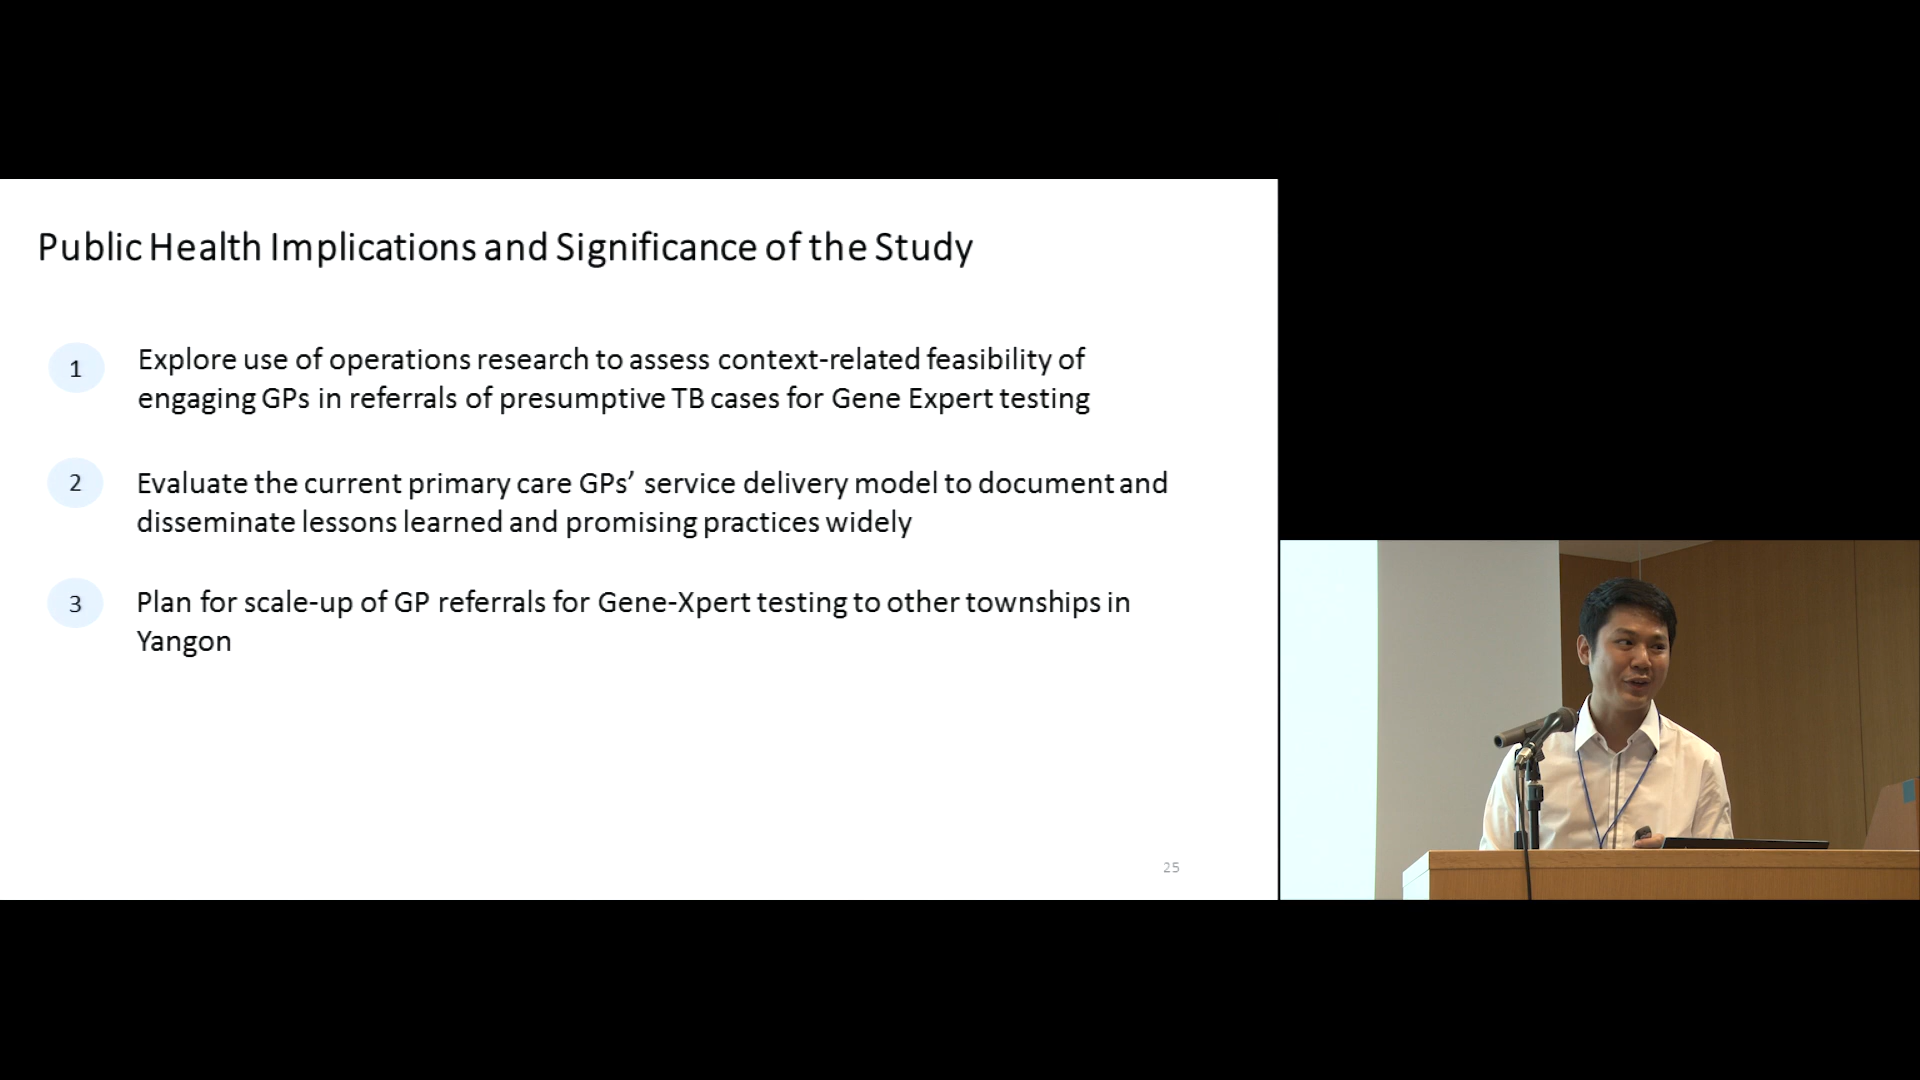 Public Health Implications and Significance of the Study
1
Explore use of operations research to assess context-related feasibility of
engaging GPs in referrals of presumptive TB cases for Gene Expert testing
2
Evaluate the current primary care GPs’ service delivery model to document and
disseminate lessons learned and promising practices widely
3
Plan for scale-up of GP referrals for Gene-Xpert testing to other townships in
Yangon
25